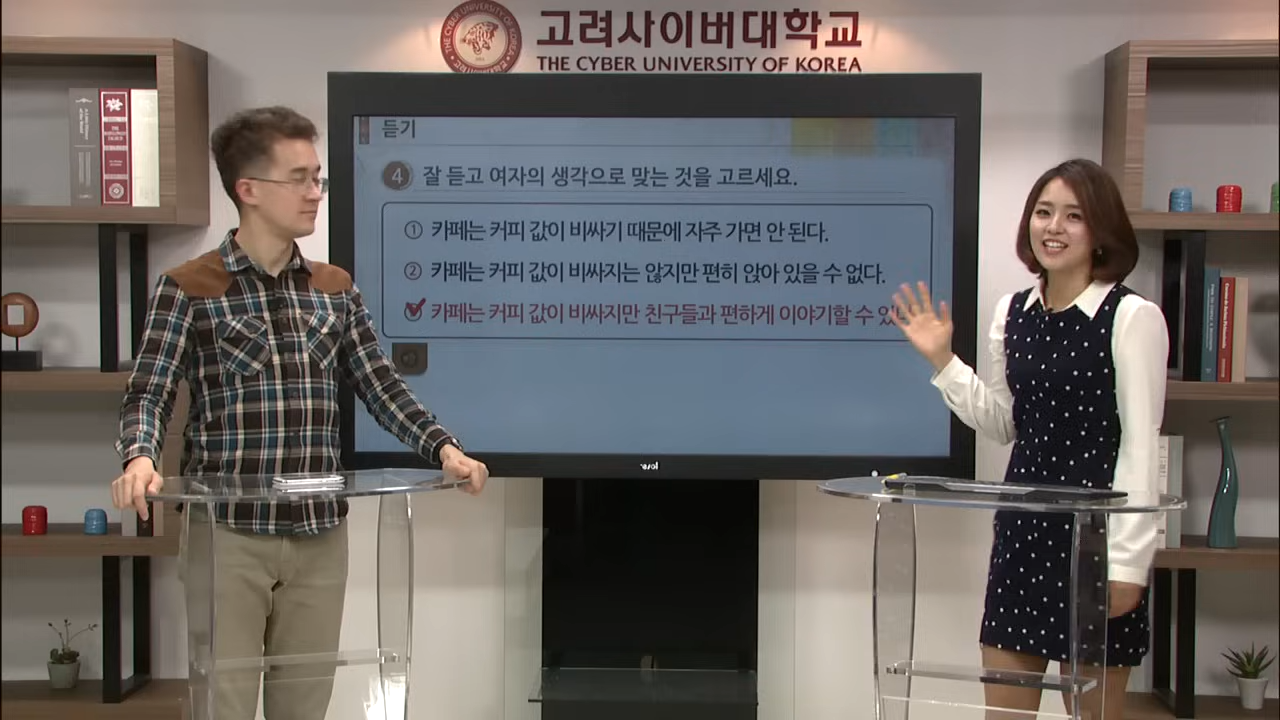 고려사이버대학교
THE CYBER UNIVERSITY OF KOREA
듣기
4 잘 듣고 여자의 생각으로 맞는 것을 고르세요.
① 카페는 커피 값이 비싸기 때문에 자주 가면 안 된다.
② 카페는 커피 값이 비싸지는 않지만 편히 앉아 있을 수 없다.
카페는 커피 값이 비싸지만 친구들과 편하게 이야기할 수